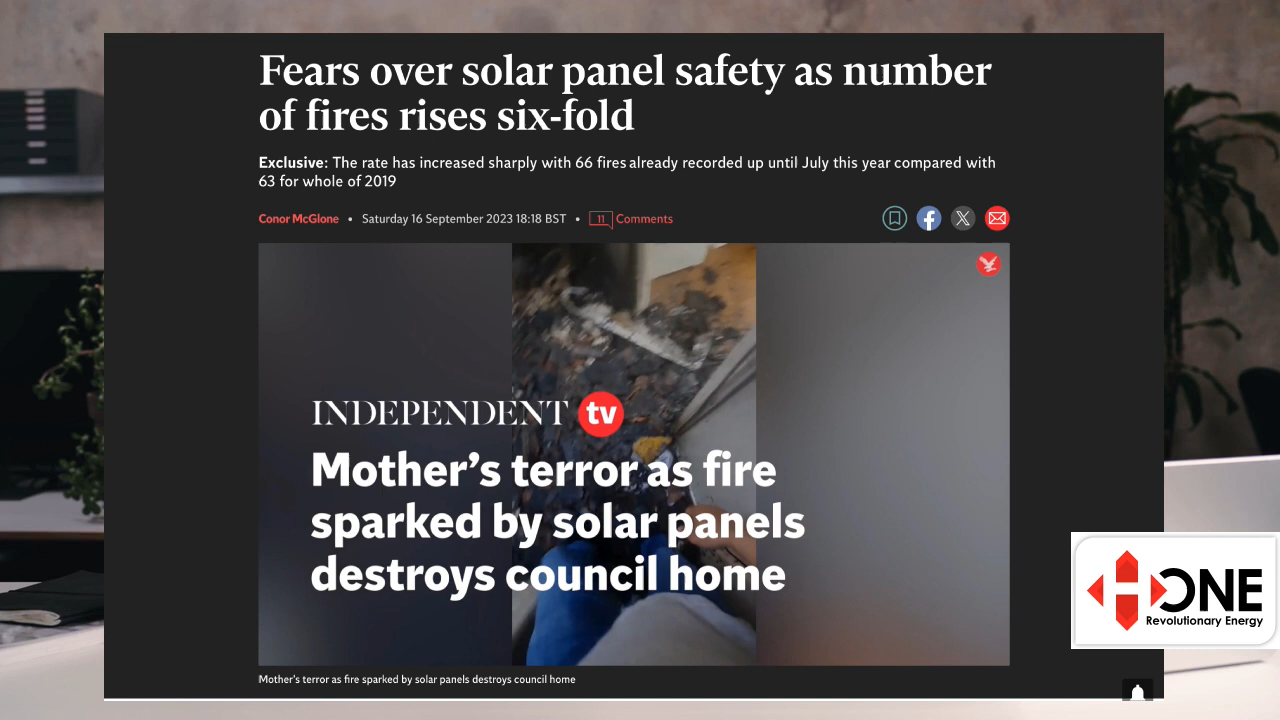 Fears over solar panel safety as number
of fires rises six-fold
Exclusive: The rate has increased sharply with 66 fires already recorded up until July this year compared with
63 for whole of 2019
Conor McGlone • Saturday 16 September 2023 18:18 BST • 11 Comments
INDEPENDENT tv
Mother's terror as fire
sparked by solar panels
destroys council home
Mother's terror as fire sparked by solar panels destroys council home
H ONE
Revolutionary Energy